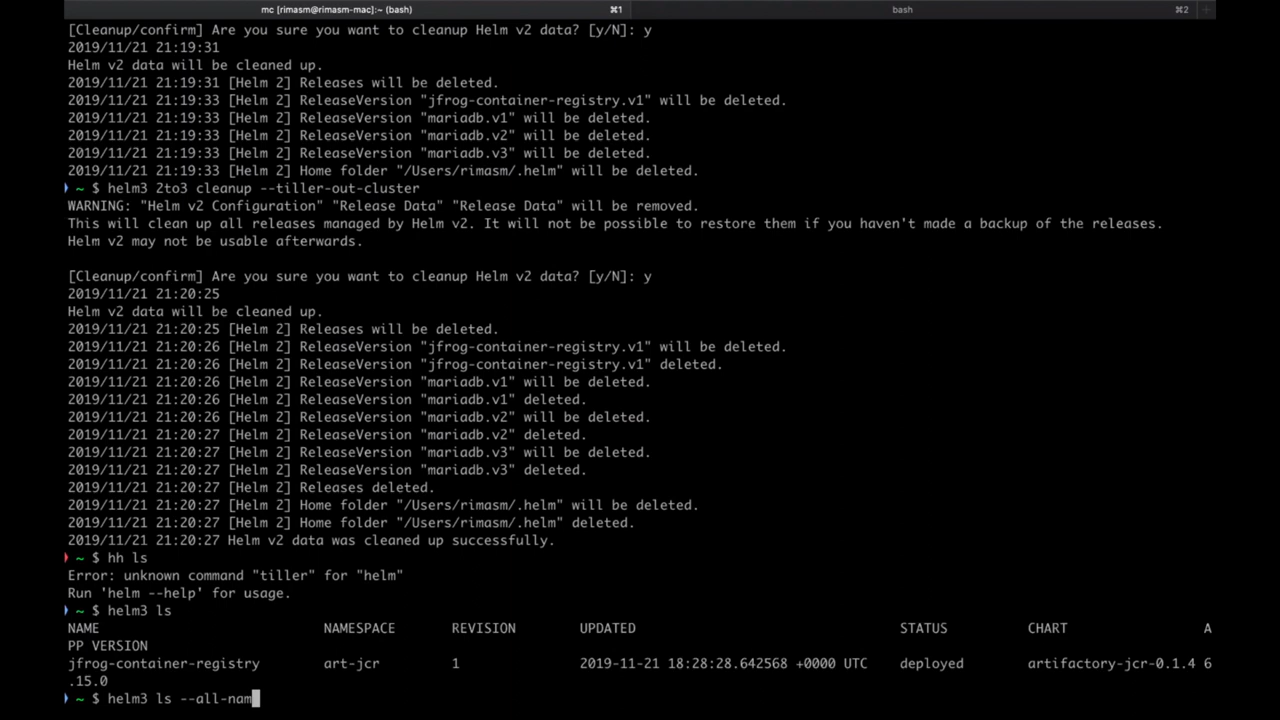 mc [rimasm@rimasm-mac]:~ (bash) ⌘1 bash ⌘2 +
[Cleanup/confirm] Are you sure you want to cleanup Helm v2 data? [y/N]: y
2019/11/21 21:19:31
Helm v2 data will be cleaned up.
2019/11/21 21:19:31 [Helm 2] Releases will be deleted.
2019/11/21 21:19:33 [Helm 2] ReleaseVersion "jfrog-container-registry.v1" will be deleted.
2019/11/21 21:19:33 [Helm 2] ReleaseVersion "mariadb.v1" will be deleted.
2019/11/21 21:19:33 [Helm 2] ReleaseVersion "mariadb.v2" will be deleted.
2019/11/21 21:19:33 [Helm 2] ReleaseVersion "mariadb.v3" will be deleted.
2019/11/21 21:19:33 [Helm 2] Home folder "/Users/rimasm/.helm" will be deleted.
~ $ helm3 2to3 cleanup --tiller-out-cluster
WARNING: "Helm v2 Configuration" "Release Data" "Release Data" will be removed.
This will clean up all releases managed by Helm v2. It will not be possible to restore them if you haven't made a backup of the releases.
Helm v2 may not be usable afterwards.
[Cleanup/confirm] Are you sure you want to cleanup Helm v2 data? [y/N]: y
2019/11/21 21:20:25
Helm v2 data will be cleaned up.
2019/11/21 21:20:25 [Helm 2] Releases will be deleted.
2019/11/21 21:20:26 [Helm 2] ReleaseVersion "jfrog-container-registry.v1" will be deleted.
2019/11/21 21:20:26 [Helm 2] ReleaseVersion "jfrog-container-registry.v1" deleted.
2019/11/21 21:20:26 [Helm 2] ReleaseVersion "mariadb.v1" will be deleted.
2019/11/21 21:20:26 [Helm 2] ReleaseVersion "mariadb.v1" deleted.
2019/11/21 21:20:26 [Helm 2] ReleaseVersion "mariadb.v2" will be deleted.
2019/11/21 21:20:27 [Helm 2] ReleaseVersion "mariadb.v2" deleted.
2019/11/21 21:20:27 [Helm 2] ReleaseVersion "mariadb.v3" will be deleted.
2019/11/21 21:20:27 [Helm 2] ReleaseVersion "mariadb.v3" deleted.
2019/11/21 21:20:27 [Helm 2] Releases deleted.
2019/11/21 21:20:27 [Helm 2] Home folder "/Users/rimasm/.helm" will be deleted.
2019/11/21 21:20:27 [Helm 2] Home folder "/Users/rimasm/.helm" deleted.
2019/11/21 21:20:27 Helm v2 data was cleaned up successfully.
~ $ hh ls
Error: unknown command "tiller" for "helm"
Run 'helm --help' for usage.
~ $ helm3 ls
NAME NAMESPACE REVISION UPDATED STATUS CHART A
PP VERSION
jfrog-container-registry art-jcr 1 2019-11-21 18:28:28.642568 +0000 UTC deployed artifactory-jcr-0.1.4 6
.15.0
~ $ helm3 ls --all-nam